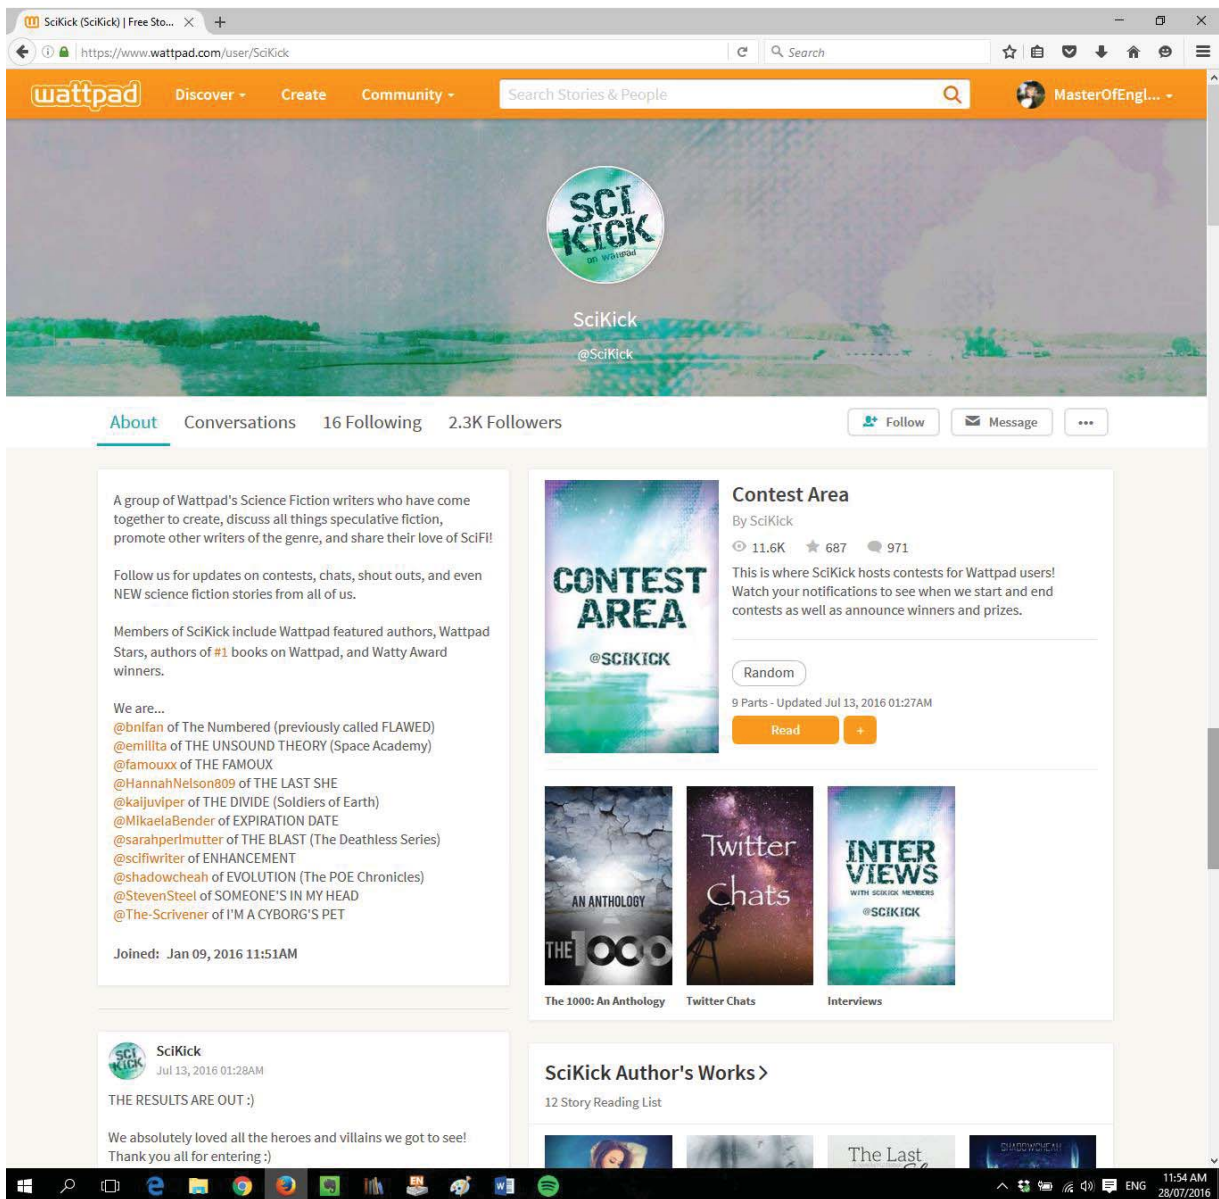 SciKick (SciKick) | Free Sto...
https://www.wattpad.com/user/SciKick
Search
wattpad
Discover
Create
Community
Search Stories & People
MasterOfEngl...
SCI
KICK
on wattpad
SciKick
@SciKick
About
Conversations
16 Following
2.3K Followers
Follow
Message
A group of Wattpad's Science Fiction writers who have come
together to create, discuss all things speculative fiction,
promote other writers of the genre, and share their love of SciFi!
Follow us for updates on contests, chats, shout outs, and even
NEW science fiction stories from all of us.
Members of SciKick include Wattpad featured authors, Wattpad
Stars, authors of #1 books on Wattpad, and Watty Award
winners.
We are...
@bnlfan of The Numbered (previously called FLAWED)
@emilita of THE UNSOUND THEORY (Space Academy)
@famouxx of THE FAMOUX
@HannahNelson809 of THE LAST SHE
@kaijuviper of THE DIVIDE (Soldiers of Earth)
@MikaelaBender of EXPIRATION DATE
@sarahperlmutter of THE BLAST (The Deathless Series)
@scifiwriter of ENHANCEMENT
@shadowcheah of EVOLUTION (The POE Chronicles)
@StevenSteel of SOMEONE'S IN MY HEAD
@The-Scrivener of I'M A CYBORG'S PET
Joined: Jan 09, 2016 11:51AM
SCI
KICK
SciKick
Jul 13, 2016 01:28AM
THE RESULTS ARE OUT :)
We absolutely loved all the heroes and villains we got to see!
Thank you all for entering :)
CONTEST
AREA
@SCIKICK
Contest Area
By SciKick
11.6K 687 971
This is where SciKick hosts contests for Wattpad users!
Watch your notifications to see when we start and end
contests as well as announce winners and prizes.
Random
9 Parts - Updated Jul 13, 2016 01:27AM
Read +
AN ANTHOLOGY
THE 1000
Twitter
Chats
INTER
VIEWS
WITH SCIKICK MEMBERS
@SCIKICK
The 1000: An Anthology
Twitter Chats
Interviews
SciKick Author's Works
12 Story Reading List
The Last
SHADOWCHEAH
EN
ENG
11:54 AM
28/07/2016